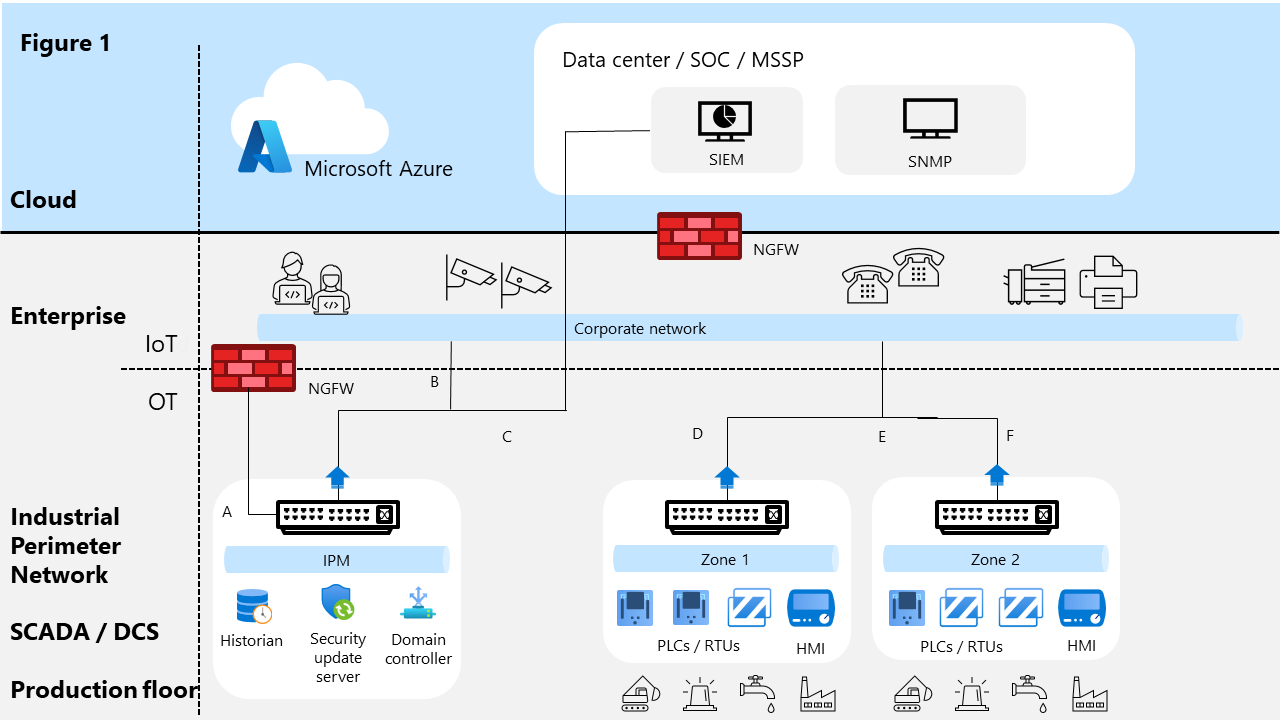 Figure 1
Data center / SOC / MSSP
SIEM
SNMP
Microsoft Azure
Cloud
NGFW
Enterprise
Corporate network
IoT
NGFW
OT
B
C
D
E
F
A
Industrial
Perimeter
Network
IPM
Zone 1
Zone 2
Historian
Security
update
server
Domain
controller
PLCs / RTUs
HMI
PLCs / RTUs
HMI
SCADA / DCS
Production floor